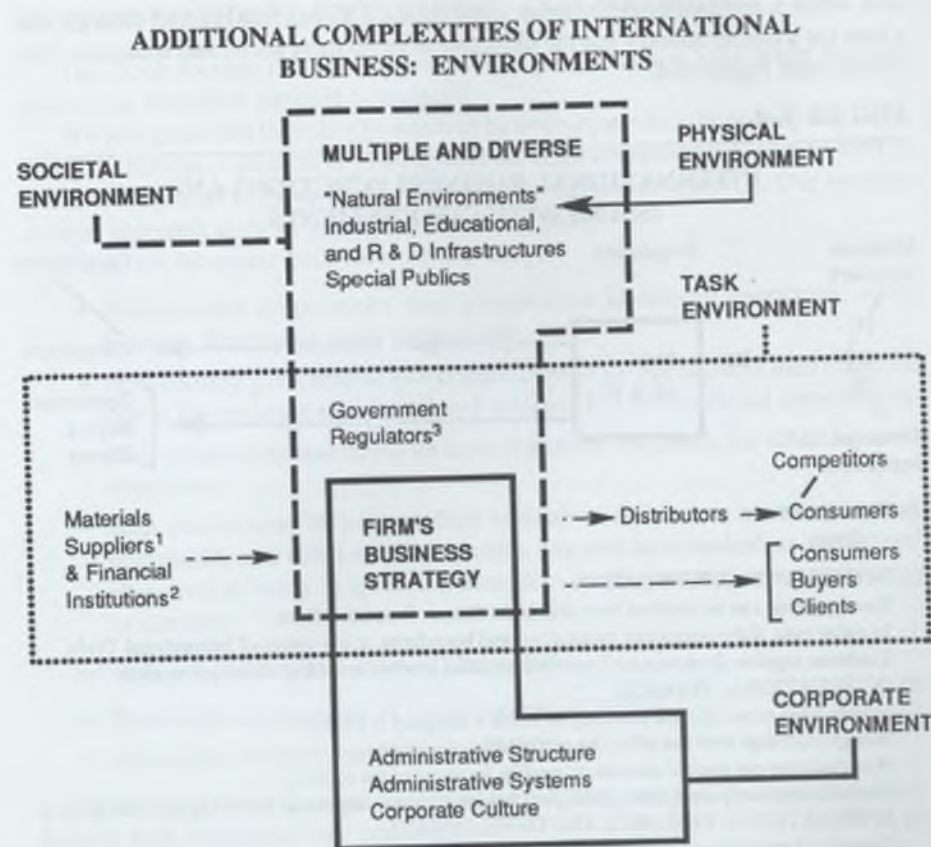 ADDITIONAL COMPLEXITIES OF INTERNATIONAL
BUSINESS: ENVIRONMENTS
SOCIETAL
ENVIRONMENT
MULTIPLE AND DIVERSE
"Natural Environments"
Industrial, Educational,
and R & D Infrastructures
Special Publics
PHYSICAL
ENVIRONMENT
TASK
ENVIRONMENT
Government
Regulators³
Materials
Suppliers¹
& Financial
Institutions²
FIRM'S
BUSINESS
STRATEGY
Distributors
Competitors
Consumers
Consumers
Buyers
Clients
CORPORATE
ENVIRONMENT
Administrative Structure
Administrative Systems
Corporate Culture